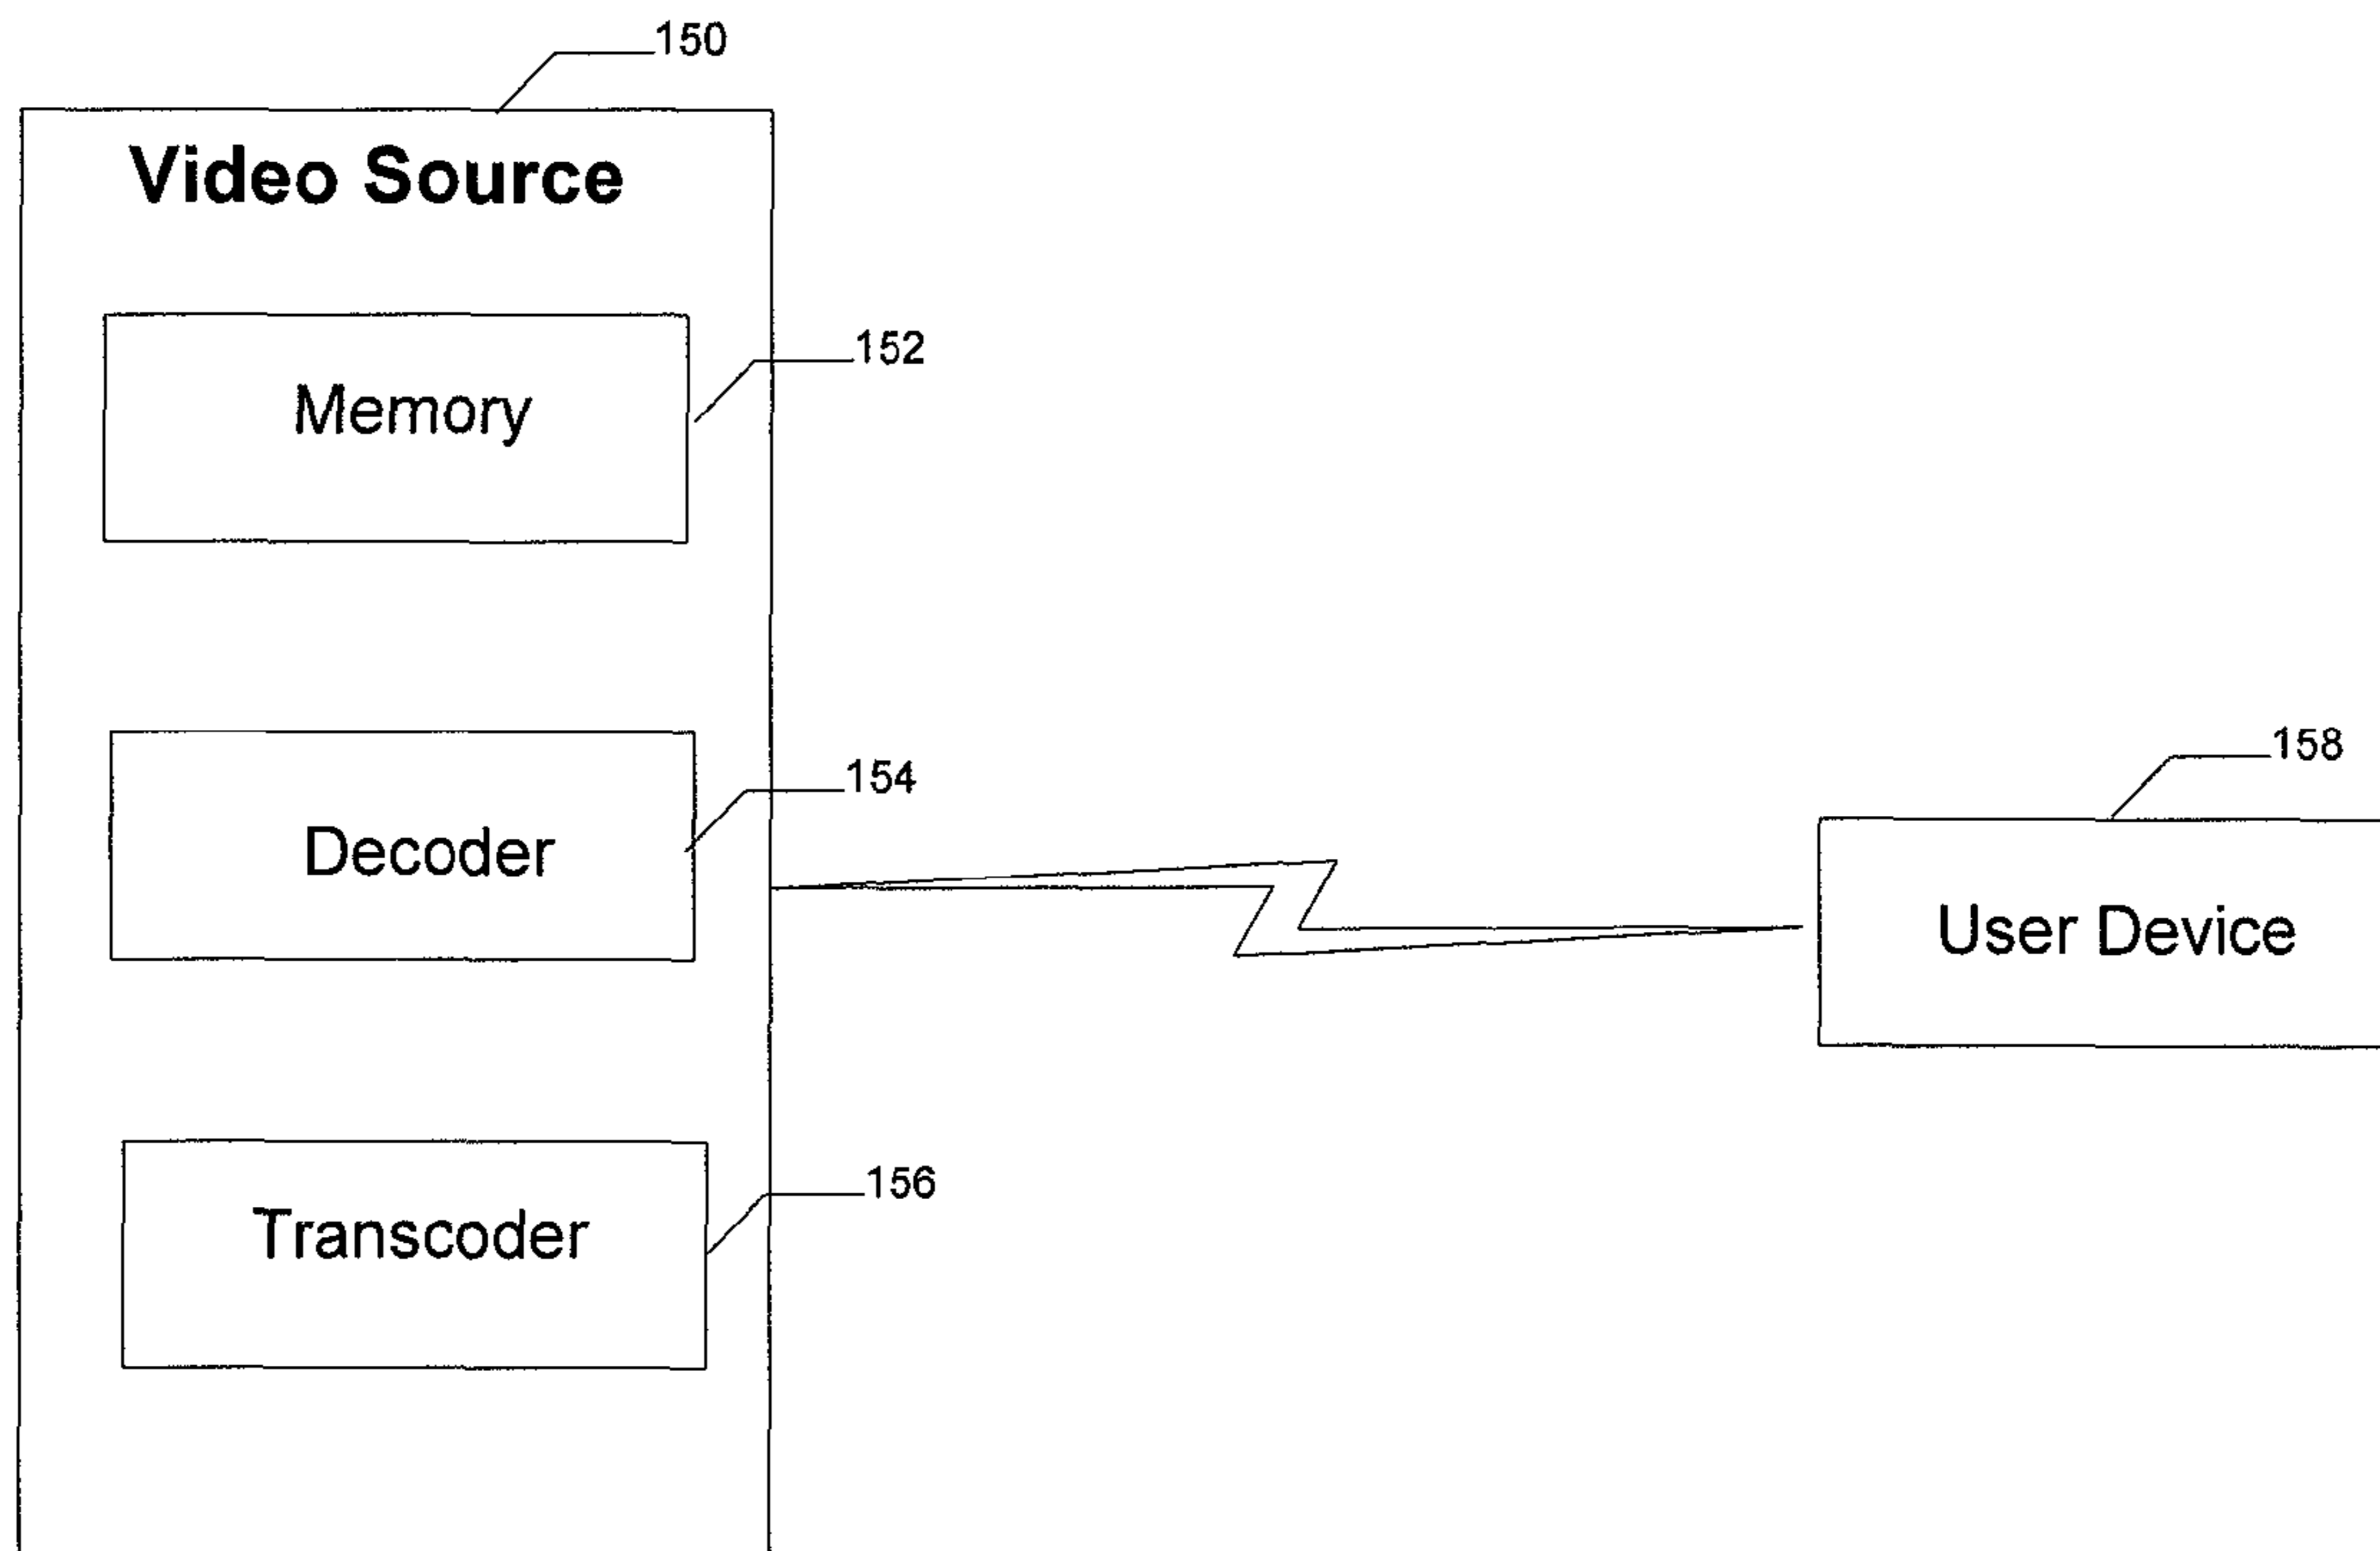 150
Video Source
Memory
152
Decoder
154
Transcoder
156
158
User Device